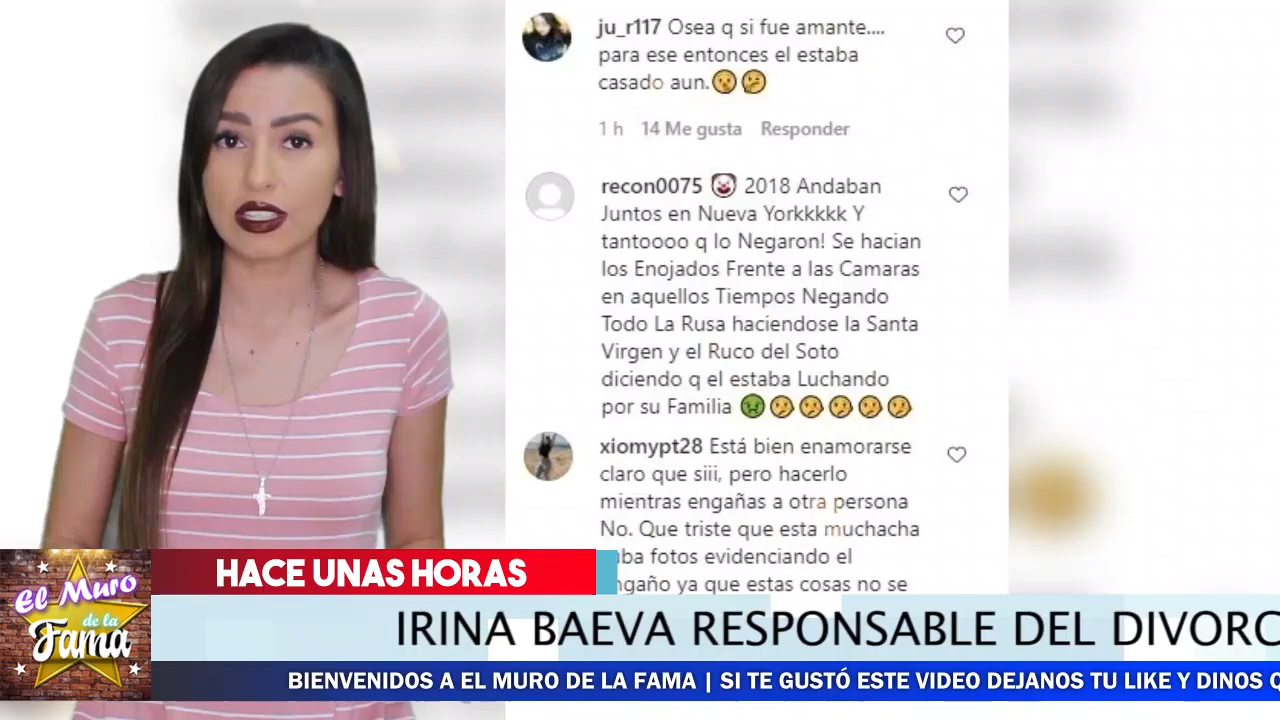 ju_r117 Osea q si fue amante....
para ese entonces el estaba
casado aun.🤢🤔
1 h 14 Me gusta Responder
recon0075 🤡 2018 Andaban
Juntos en Nueva Yorkkkkk Y
tantoooo q lo Negaron! Se hacian
los Enojados Frente a las Camaras
en aquellos Tiempos Negando
Todo La Rusa haciendose la Santa
Virgen y el Ruco del Soto
diciendo q el estaba Luchando
por su Familia
xiomypt28 Está bien enamorarse
claro que siii, pero hacerlo
mientras engañas a otra persona
No. Que triste que esta muchacha
fotos evidenciando el
ya que estas cosas no se
El Muro
de la
Fama
HACE UNAS HORAS
IRINA BAEVA RESPONSABLE DEL DIVORC
BIENVENIDOS A EL MURO DE LA FAMA | SI TE GUSTÓ ESTE VIDEO DEJANOS TU LIKE Y DINOS